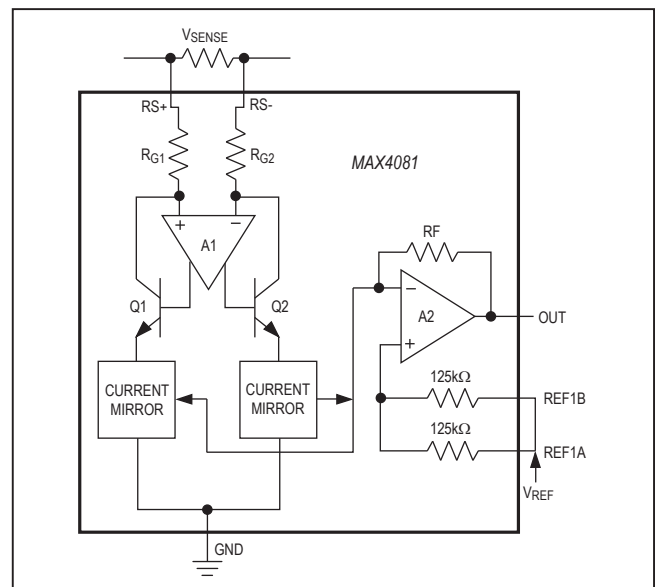 VSENSE
RS+
RS-
RG1
RG2
MAX4081
+
−
A1
RF
Q1
Q2
−
A2
+
OUT
CURRENT
MIRROR
CURRENT
MIRROR
125kΩ
REF1B
125kΩ
REF1A
VREF
GND